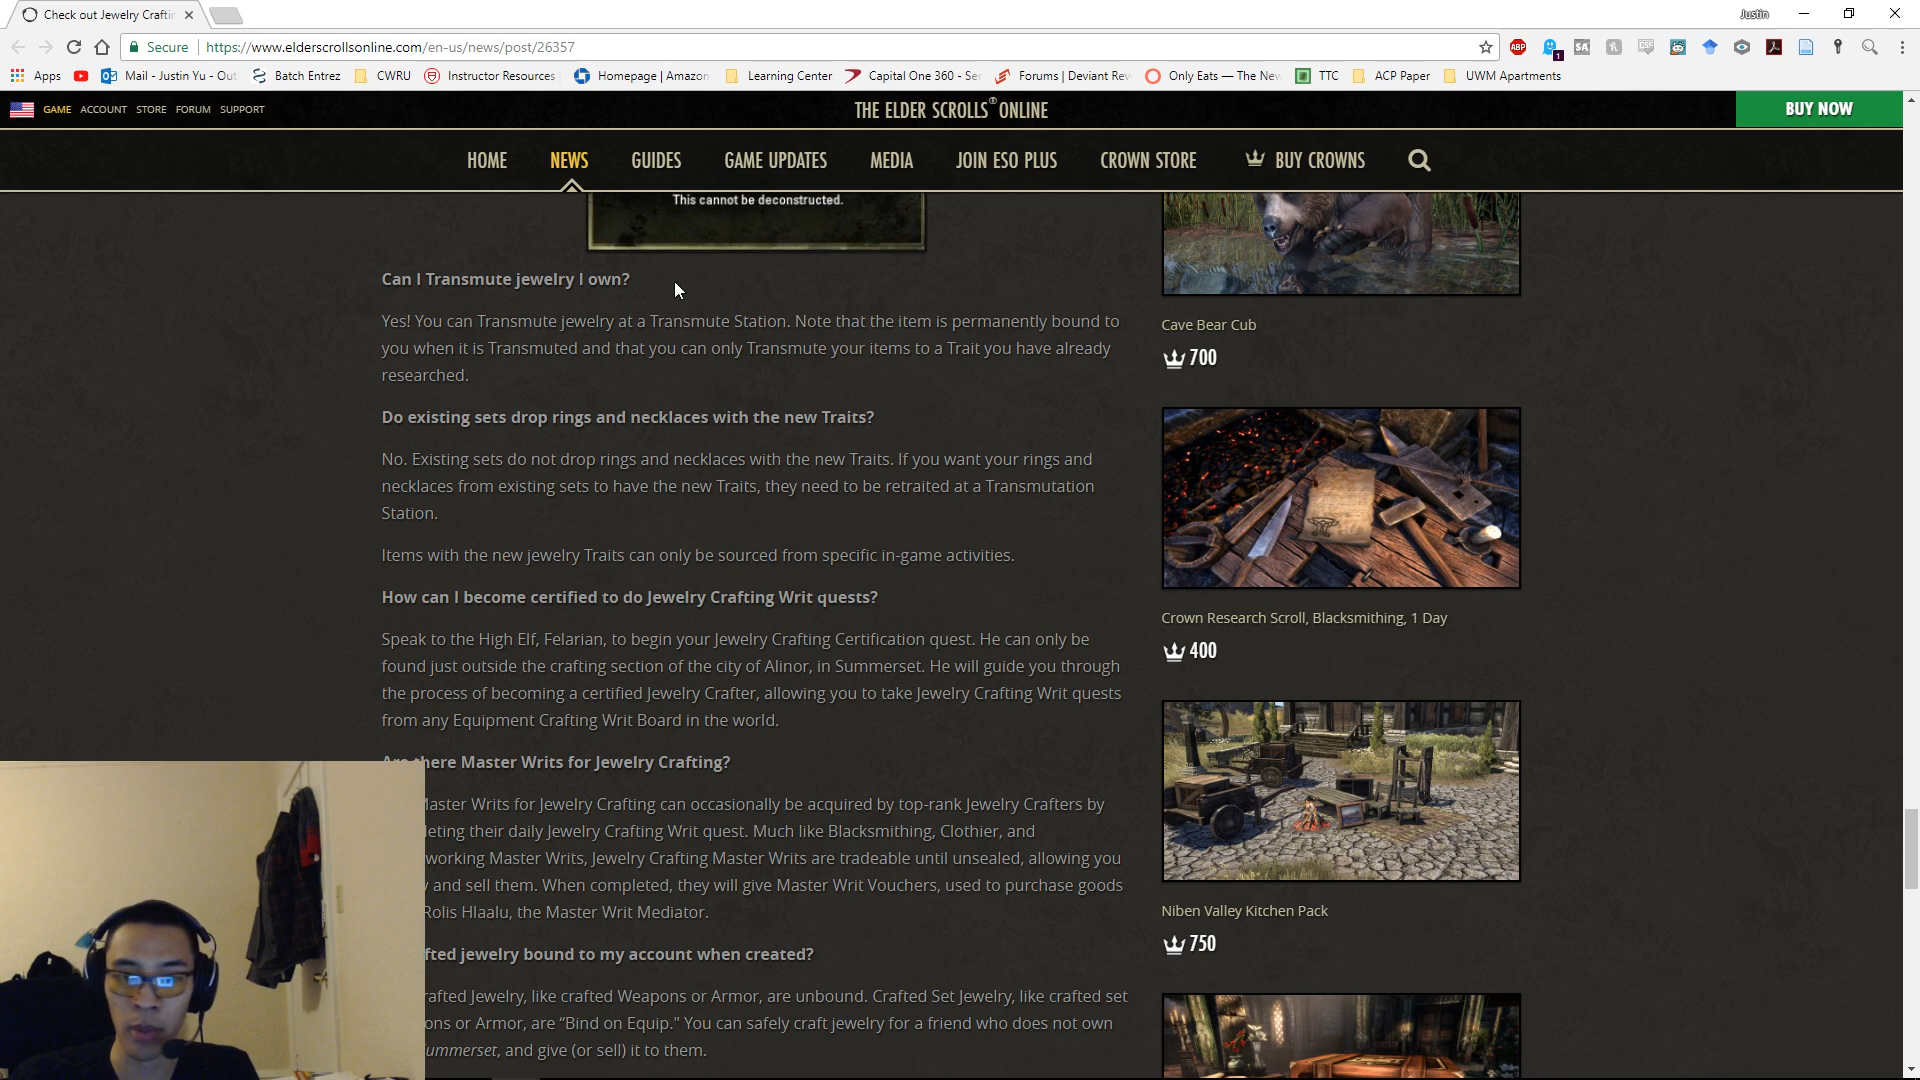 Check out Jewelry Craftin
Justin
Secure https://www.elderscrollsonline.com/en-us/news/post/26357
ABP
1
SA
CSS
Apps Mail - Justin Yu - Out Batch Entrez CWRU Instructor Resources Homepage | Amazon Learning Center Capital One 360 - Ser Forums | Deviant Rev Only Eats — The New TTC ACP Paper UWM Apartments
GAME ACCOUNT STORE FORUM SUPPORT
THE ELDER SCROLLS® ONLINE
BUY NOW
HOME NEWS GUIDES GAME UPDATES MEDIA JOIN ESO PLUS CROWN STORE BUY CROWNS
This cannot be deconstructed.
Can I Transmute jewelry I own?
Yes! You can Transmute jewelry at a Transmute Station. Note that the item is permanently bound to
you when it is Transmuted and that you can only Transmute your items to a Trait you have already
researched.
Do existing sets drop rings and necklaces with the new Traits?
No. Existing sets do not drop rings and necklaces with the new Traits. If you want your rings and
necklaces from existing sets to have the new Traits, they need to be retraited at a Transmutation
Station.
Items with the new jewelry Traits can only be sourced from specific in-game activities.
How can I become certified to do Jewelry Crafting Writ quests?
Speak to the High Elf, Felarian, to begin your Jewelry Crafting Certification quest. He can only be
found just outside the crafting section of the city of Alinor, in Summerset. He will guide you through
the process of becoming a certified Jewelry Crafter, allowing you to take Jewelry Crafting Writ quests
from any Equipment Crafting Writ Board in the world.
Are there Master Writs for Jewelry Crafting?
Master Writs for Jewelry Crafting can occasionally be acquired by top-rank Jewelry Crafters by
leting their daily Jewelry Crafting Writ quest. Much like Blacksmithing, Clothier, and
working Master Writs, Jewelry Crafting Master Writs are tradeable until unsealed, allowing you
and sell them. When completed, they will give Master Writ Vouchers, used to purchase goods
Rolis Hlaalu, the Master Writ Mediator.
fted jewelry bound to my account when created?
rafted Jewelry, like crafted Weapons or Armor, are unbound. Crafted Set Jewelry, like crafted set
ons or Armor, are “Bind on Equip." You can safely craft jewelry for a friend who does not own
ummerset, and give (or sell) it to them.
Cave Bear Cub
700
Crown Research Scroll, Blacksmithing, 1 Day
400
Niben Valley Kitchen Pack
750